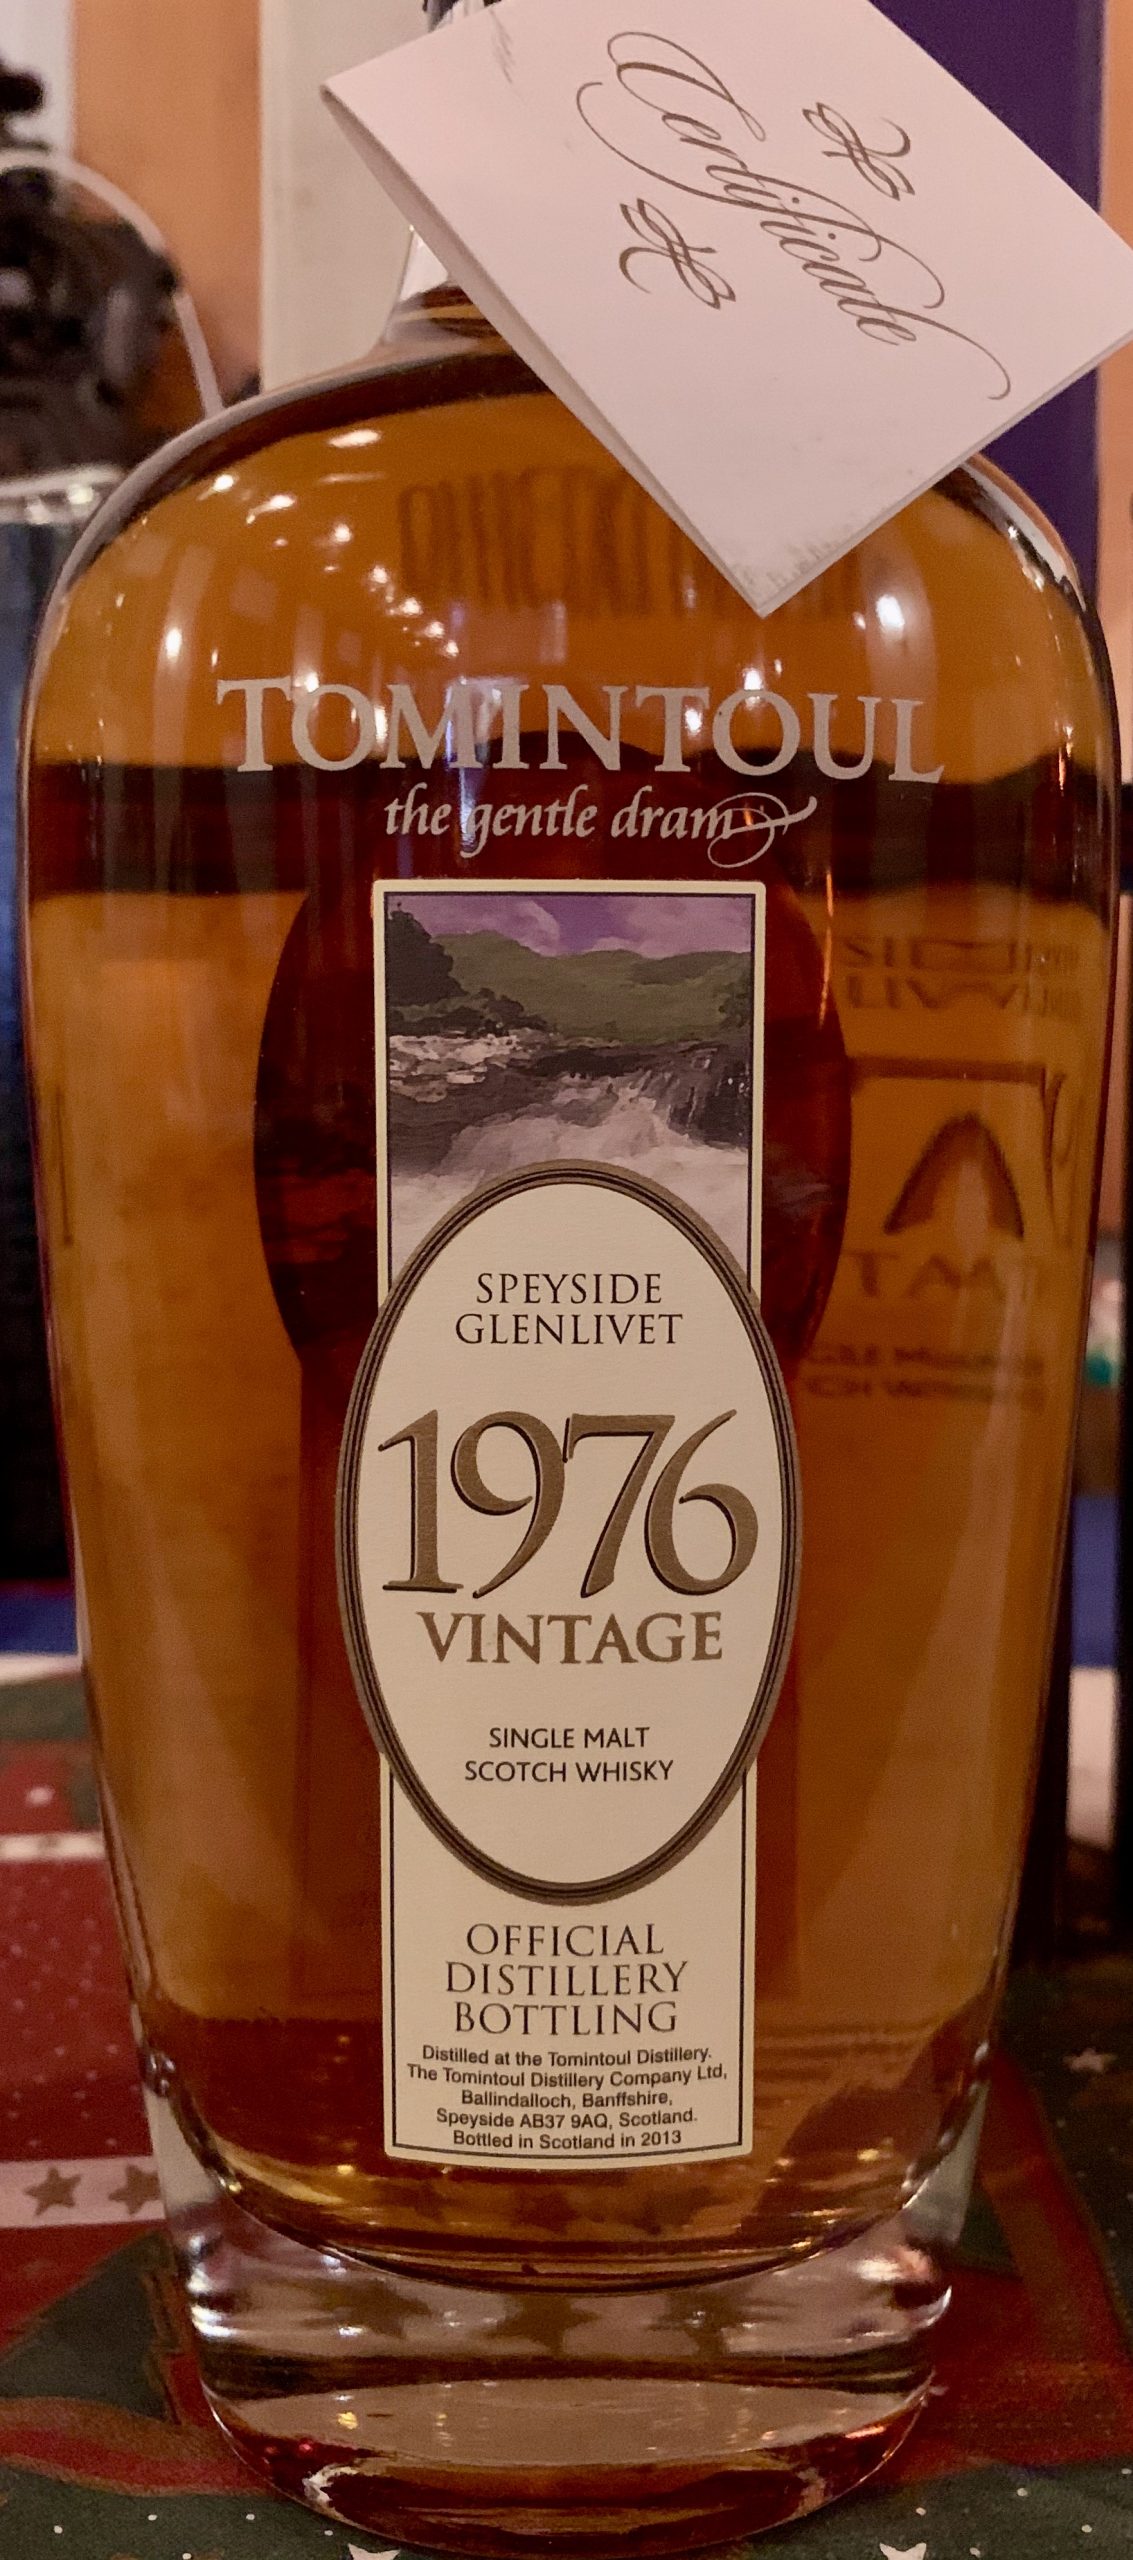 Certificate
TOMINTOUL
the gentle dram
SPEYSIDE
GLENLIVET
1976
VINTAGE
SINGLE MALT
SCOTCH WHISKY
OFFICIAL
DISTILLERY
BOTTLING
Distilled at the Tomintoul Distillery.
The Tomintoul Distillery Company Ltd,
Ballindalloch, Banffshire,
Speyside AB37 9AQ, Scotland.
Bottled in Scotland in 2013